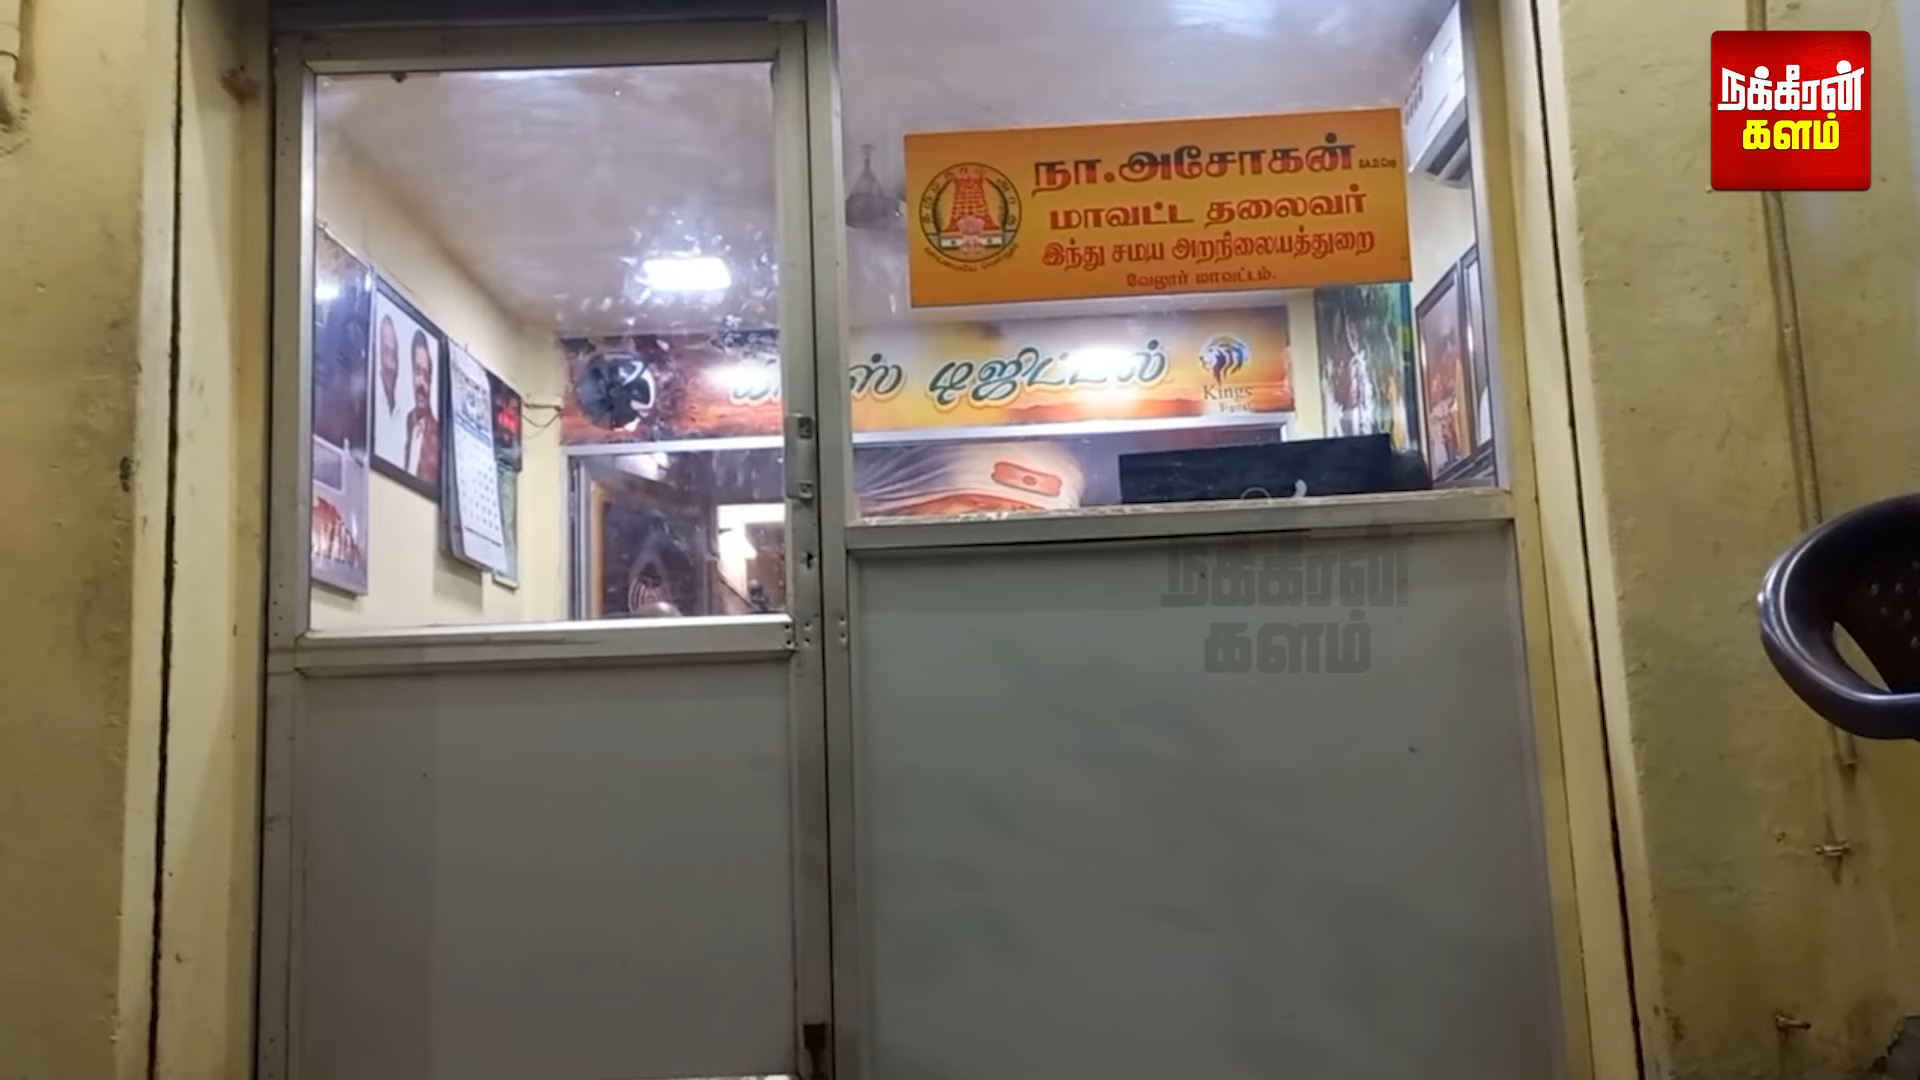 நக்கீரன்
களம்
நா.அசோகன்
மாவட்ட தலைவர்
இந்து சமய அறநிலையத்துறை
வேலூர் மாவட்டம்.
டிஜிட்டல்
Kings
நக்கீரன்
களம்